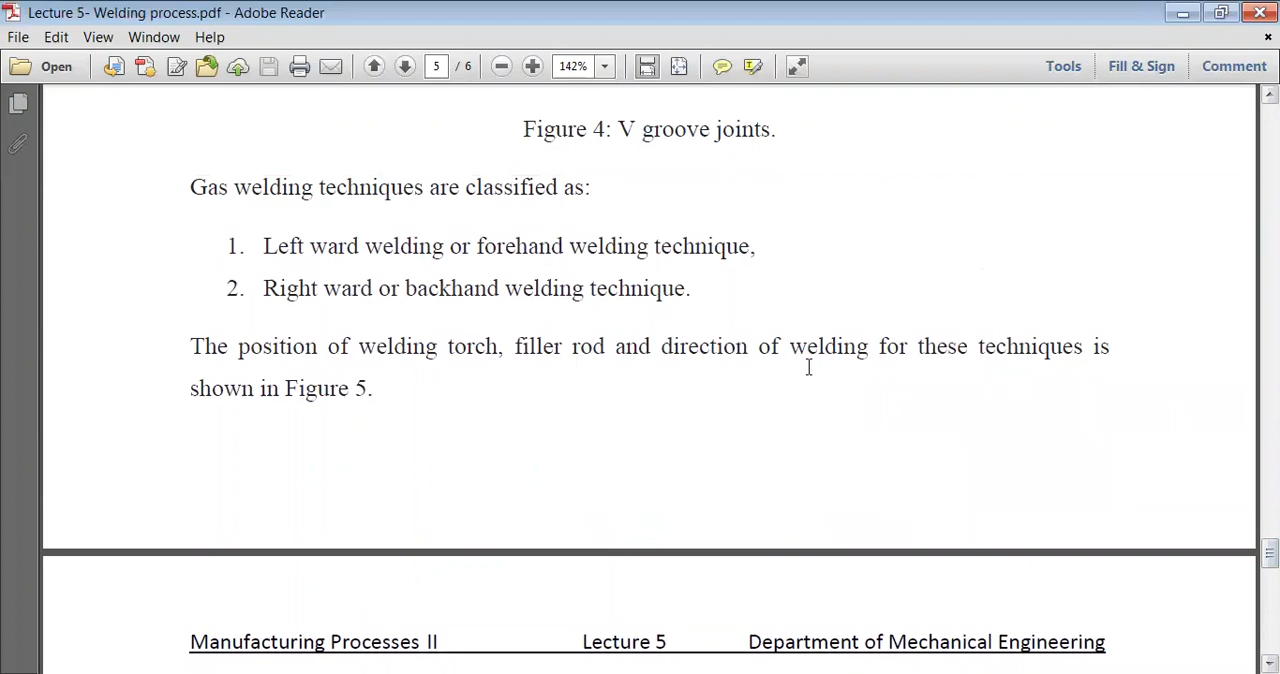 Lecture 5- Welding process.pdf - Adobe Reader
File Edit View Window Help
Open 5 / 6 142% Tools Fill & Sign Comment
Figure 4: V groove joints.
Gas welding techniques are classified as:
1. Left ward welding or forehand welding technique,
2. Right ward or backhand welding technique.
The position of welding torch, filler rod and direction of welding for these techniques is
shown in Figure 5.
Manufacturing Processes II Lecture 5 Department of Mechanical Engineering